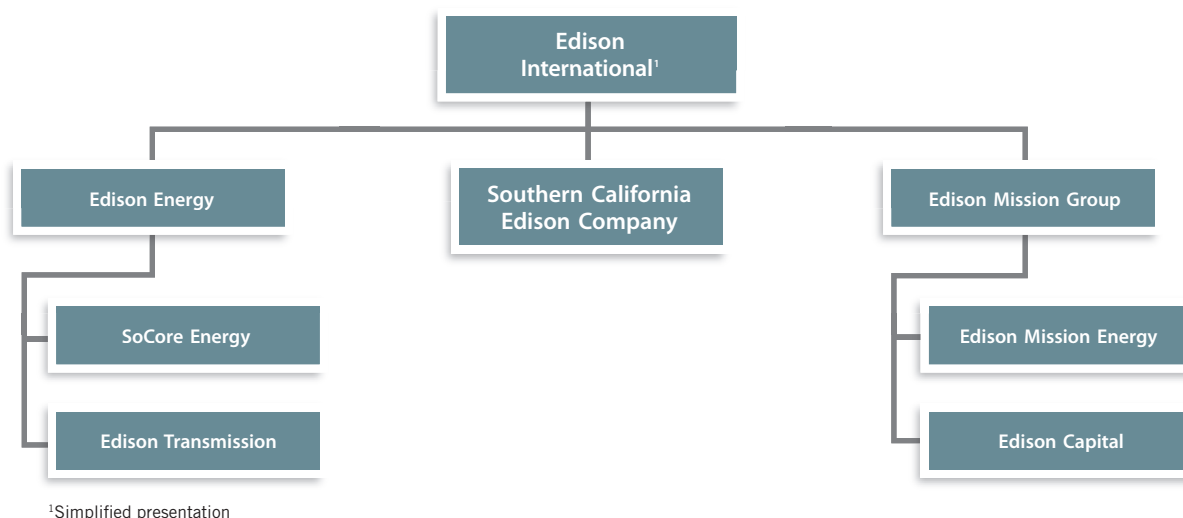 Edison
International¹
Edison Energy
Southern California
Edison Company
Edison Mission Group
SoCore Energy
Edison Mission Energy
Edison Transmission
Edison Capital
¹Simplified presentation